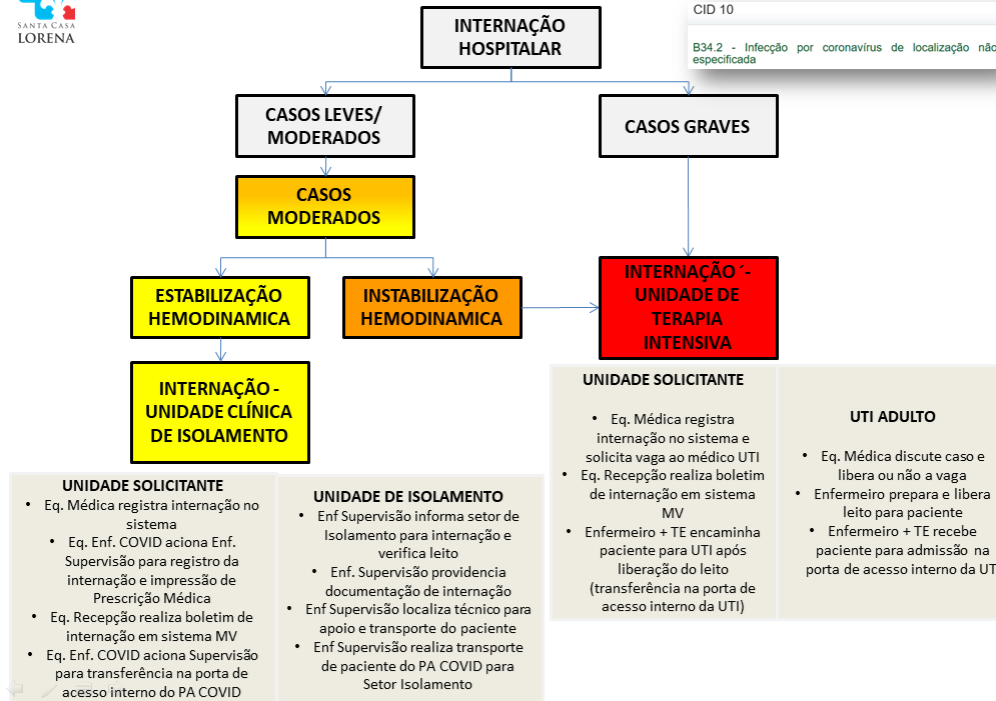 SANTA CASA
LORENA
INTERNAÇÃO
HOSPITALAR
CID 10
B34.2 - Infecção por coronavírus de localização não
especificada
CASOS LEVES/
MODERADOS
CASOS GRAVES
CASOS
MODERADOS
ESTABILIZAÇÃO
HEMODINAMICA
INSTABILIZAÇÃO
HEMODINAMICA
INTERNAÇÃO ´-
UNIDADE DE
TERAPIA
INTENSIVA
INTERNAÇÃO -
UNIDADE CLÍNICA
DE ISOLAMENTO
UNIDADE SOLICITANTE
• Eq. Médica registra internação no
sistema
• Eq. Enf. COVID aciona Enf.
Supervisão para registro da
internação e impressão de
Prescrição Médica
• Eq. Recepção realiza boletim de
internação em sistema MV
• Eq. Enf. COVID aciona Supervisão
para transferência na porta de
acesso interno do PA COVID
UNIDADE DE ISOLAMENTO
• Enf Supervisão informa setor de
Isolamento para internação e
verifica leito
• Enf. Supervisão providencia
documentação de internação
• Enf Supervisão localiza técnico para
apoio e transporte do paciente
• Enf Supervisão realiza transporte
de paciente do PA COVID para
Setor Isolamento
UNIDADE SOLICITANTE
• Eq. Médica registra
internação no sistema e
solicita vaga ao médico UTI
• Eq. Recepção realiza boletim
de internação em sistema
MV
• Enfermeiro + TE encaminha
paciente para UTI após
liberação do leito
(transferência na porta de
acesso interno da UTI)
UTI ADULTO
• Eq. Médica discute caso e
libera ou não a vaga
• Enfermeiro prepara e libera
leito para paciente
• Enfermeiro + TE recebe
paciente para admissão na
porta de acesso interno da UT